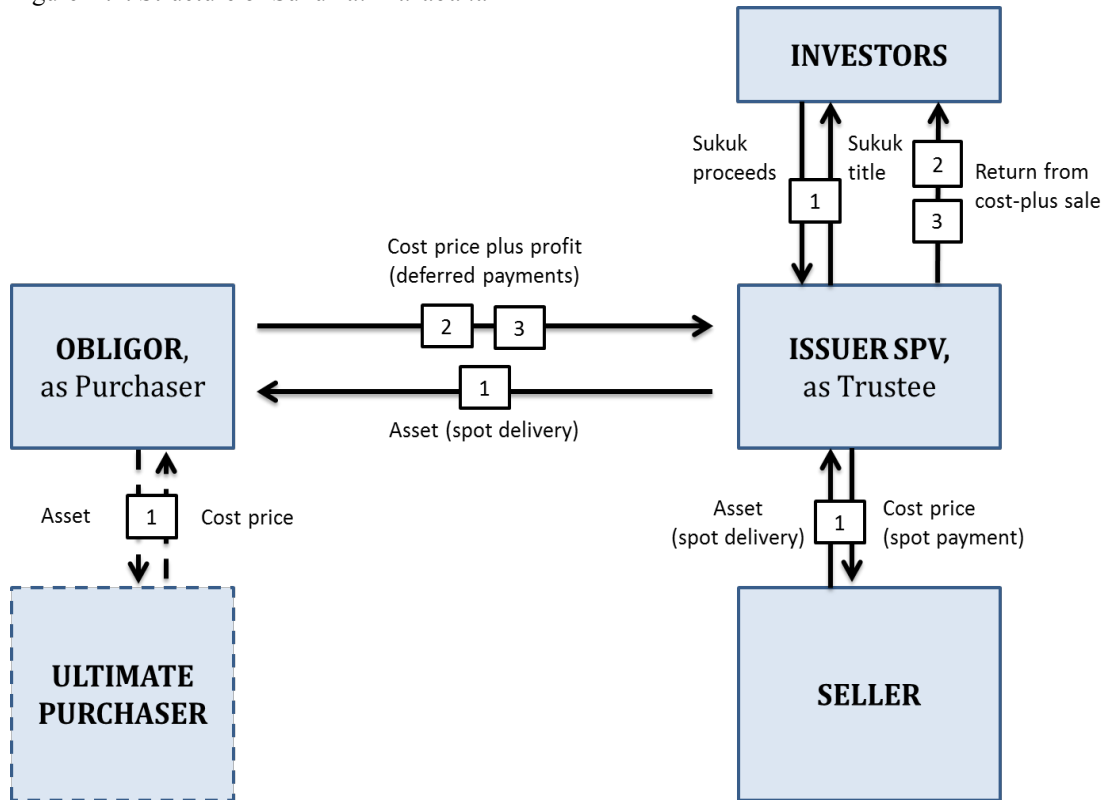 INVESTORS
Sukuk
proceeds
1
Sukuk
title
2
3
Return from
cost-plus sale
Cost price plus profit
(deferred payments)
2
3
OBLIGOR,
as Purchaser
1
Asset (spot delivery)
ISSUER SPV,
as Trustee
Asset
1
Cost price
Asset
(spot delivery)
1
Cost price
(spot payment)
ULTIMATE
PURCHASER
SELLER